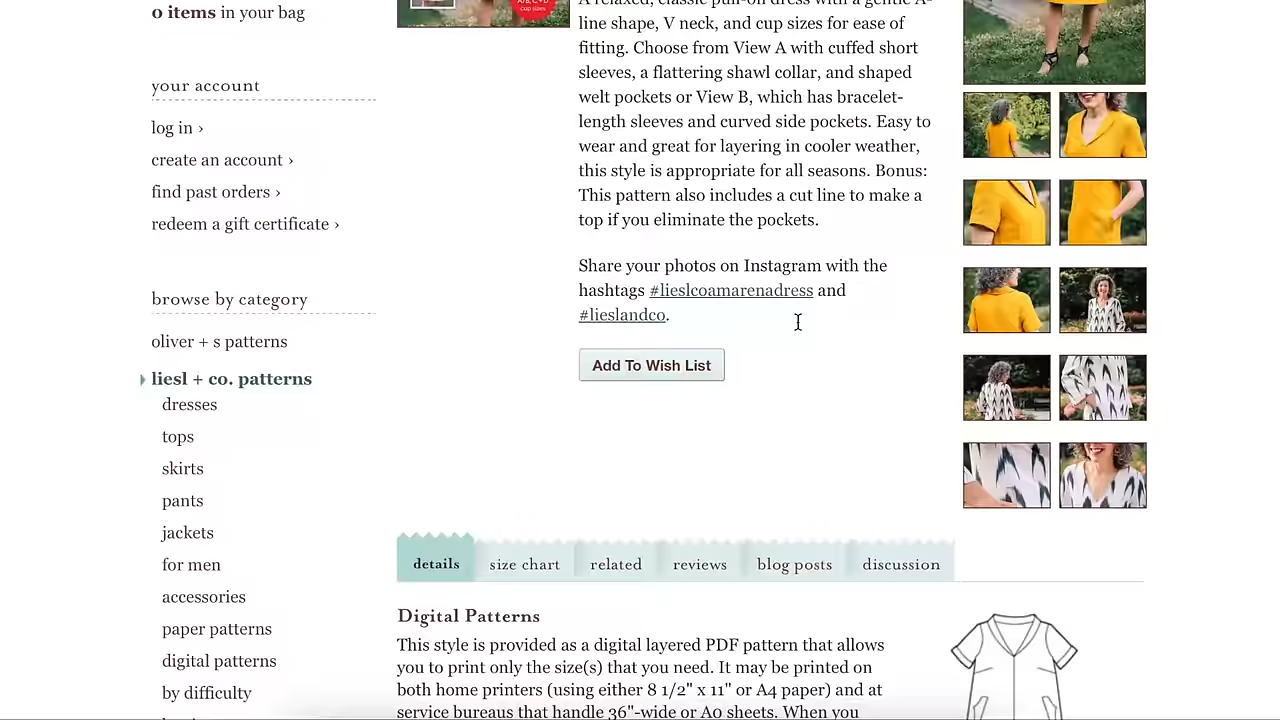 0 items in your bag
your account
log in ›
create an account ›
find past orders ›
redeem a gift certificate ›
browse by category
oliver + s patterns
liesl + co. patterns
dresses
tops
skirts
pants
jackets
for men
accessories
paper patterns
digital patterns
by difficulty
cup sizes
A relaxed, classic pull-on dress with a gentle A-
line shape, V neck, and cup sizes for ease of
fitting. Choose from View A with cuffed short
sleeves, a flattering shawl collar, and shaped
welt pockets or View B, which has bracelet-
length sleeves and curved side pockets. Easy to
wear and great for layering in cooler weather,
this style is appropriate for all seasons. Bonus:
This pattern also includes a cut line to make a
top if you eliminate the pockets.
Share your photos on Instagram with the
hashtags #lieslcoamarenadress and
#lieslandco.
Add To Wish List
details
size chart
related
reviews
blog posts
discussion
Digital Patterns
This style is provided as a digital layered PDF pattern that allows
you to print only the size(s) that you need. It may be printed on
both home printers (using either 8 1/2" x 11" or A4 paper) and at
service bureaus that handle 36"-wide or A0 sheets. When you